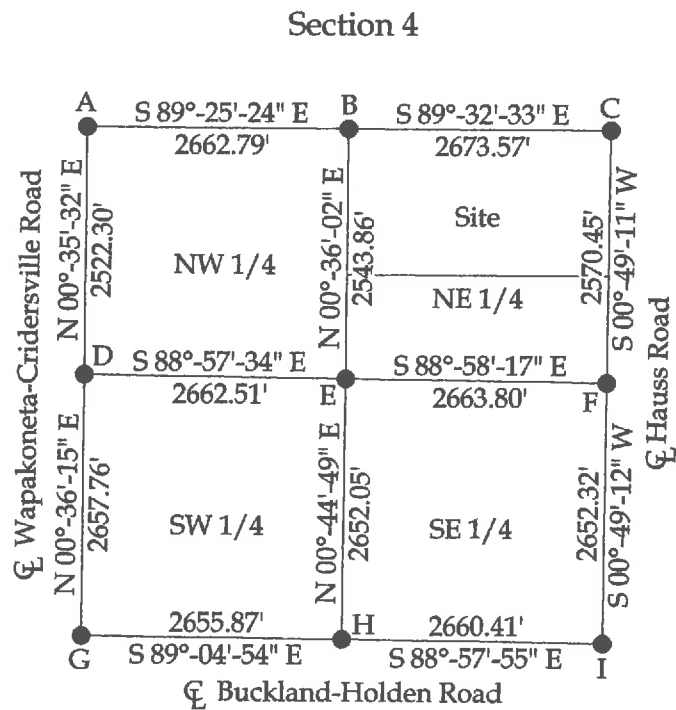 Section 4
A
S 89°-25'-24" E
B
S 89°-32'-33" E
C
2662.79'
2673.57'
℄ Wapakoneta-Cridersville Road
N 00°-35'-32" E
2522.30'
NW 1/4
N 00°-36'-02" E
2543.86'
Site
NE 1/4
2570.45'
S 00°-49'-11" W
℄ Hauss Road
D
S 88°-57'-34" E
2662.51'
E
S 88°-58'-17" E
2663.80'
F
N 00°-36'-15" E
2657.76'
SW 1/4
N 00°-44'-49" E
2652.05'
SE 1/4
2652.32'
S 00°-49'-12" W
2655.87'
H
2660.41'
G
S 89°-04'-54" E
S 88°-57'-55" E
I
℄ Buckland-Holden Road